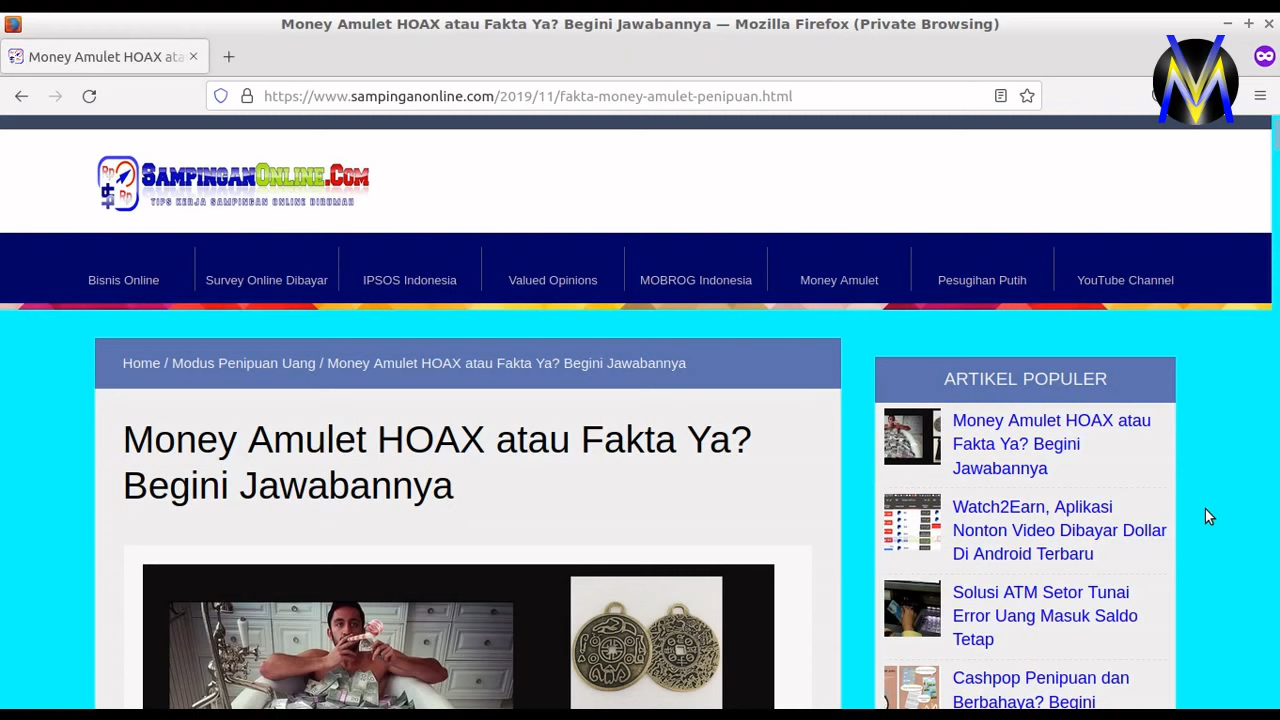 Money Amulet HOAX atau Fakta Ya? Begini Jawabannya — Mozilla Firefox (Private Browsing)
Money Amulet HOAX ata
https://www.sampinganonline.com/2019/11/fakta-money-amulet-penipuan.html
SAMPINGANONLINE.COM
TIPS KERJA SAMPINGAN ONLINE DIRUMAH
Bisnis Online
Survey Online Dibayar
IPSOS Indonesia
Valued Opinions
MOBROG Indonesia
Money Amulet
Pesugihan Putih
YouTube Channel
Home / Modus Penipuan Uang / Money Amulet HOAX atau Fakta Ya? Begini Jawabannya
Money Amulet HOAX atau Fakta Ya?
Begini Jawabannya
ARTIKEL POPULER
Money Amulet HOAX atau
Fakta Ya? Begini
Jawabannya
Watch2Earn, Aplikasi
Nonton Video Dibayar Dollar
Di Android Terbaru
Solusi ATM Setor Tunai
Error Uang Masuk Saldo
Tetap
Cashpop Penipuan dan
Berbahaya? Begini